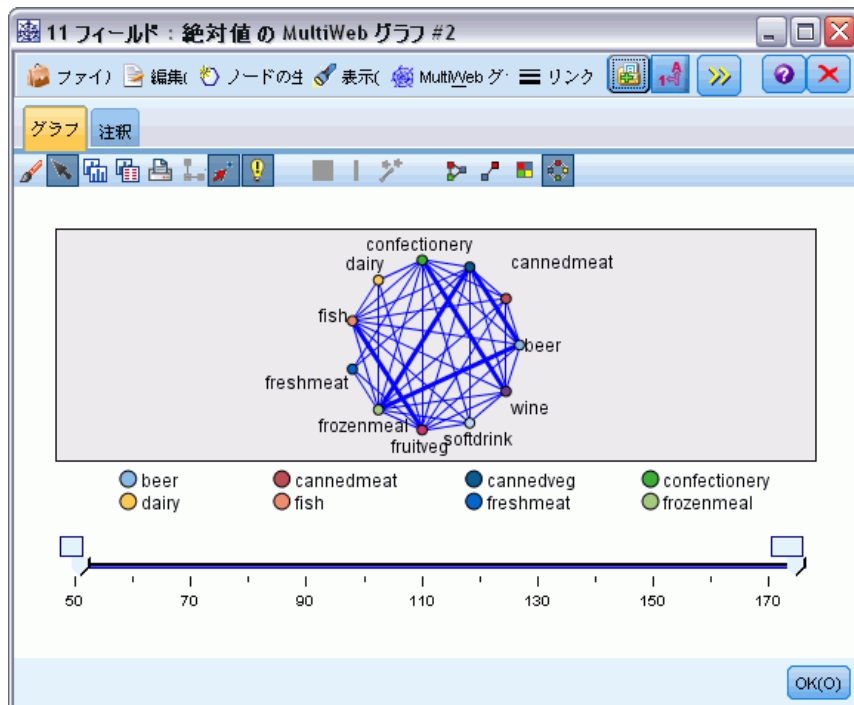 11 フィールド : 絶対値 の MultiWeb グラフ #2
ファイ) 編集( ノードの生 表示( MultiWeb グ リンク
グラフ 注釈
confectionery
dairy cannedmeat
fish beer
freshmeat wine
frozenmeal softdrink
fruitveg
beer cannedmeat cannedveg confectionery
dairy fish freshmeat frozenmeal
50 70 90 110 130 150 170
OK(O)